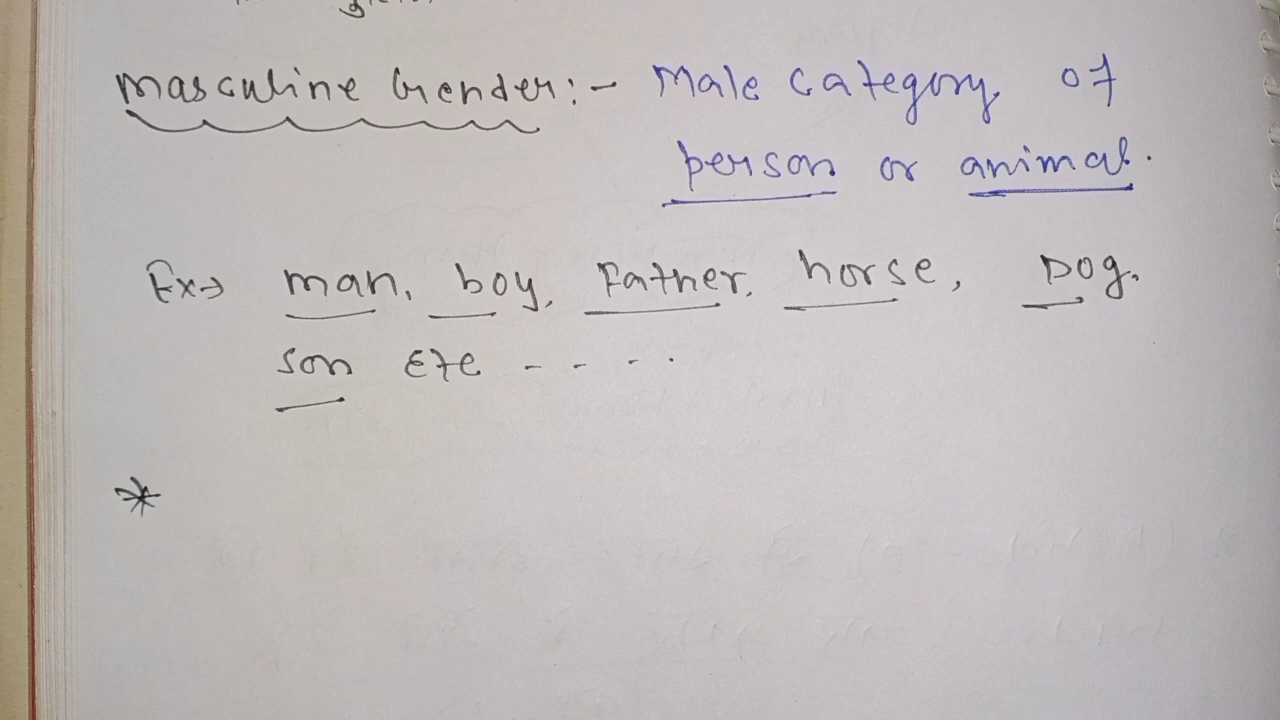 Masculine Gender:- Male Category of
person or animal.
Ex→ man, boy, Father, horse, Dog,
son Etc - - - .
*